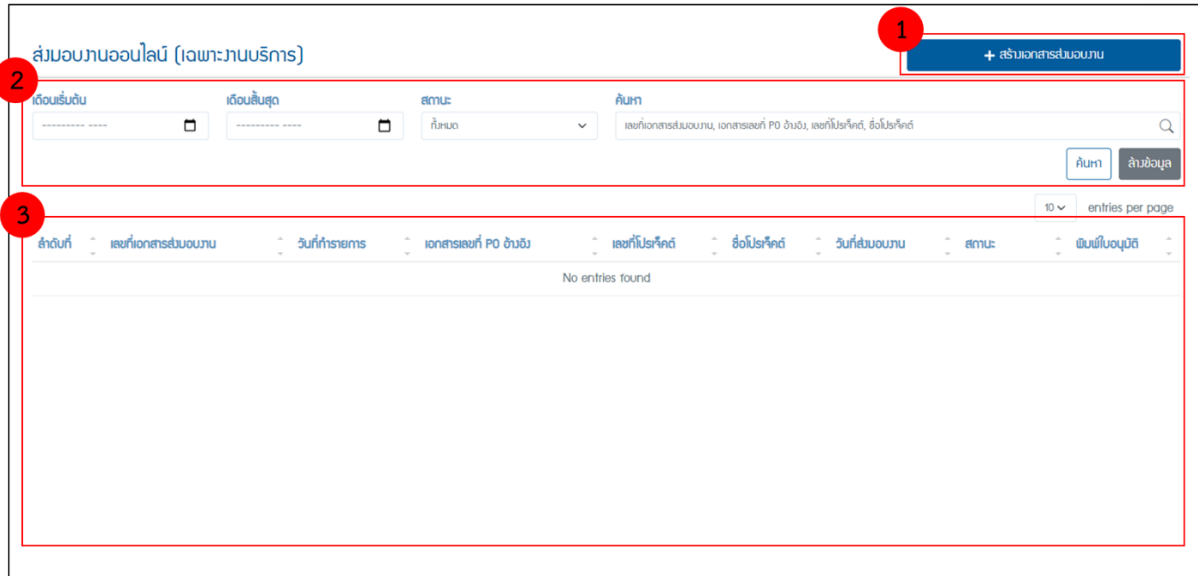 1
ส่งมอบงานออนไลน์ (เฉพาะงานบริการ)
+ สร้างเอกสารส่งมอบงาน
2
เดือนเริ่มต้น เดือนสิ้นสุด สถานะ ค้นหา
--------- ---- --------- ---- ทั้งหมด เลขที่เอกสารส่งมอบงาน, เอกสารเลขที่ PO อ้างอิง, เลขที่โปรเจ็คต์, ชื่อโปรเจ็คต์
ค้นหา ล้างข้อมูล
10 entries per page
3
ลำดับที่ เลขที่เอกสารส่งมอบงาน วันที่ทำรายการ เอกสารเลขที่ PO อ้างอิง เลขที่โปรเจ็คต์ ชื่อโปรเจ็คต์ วันที่ส่งมอบงาน สถานะ พิมพ์ใบอนุมัติ
No entries found